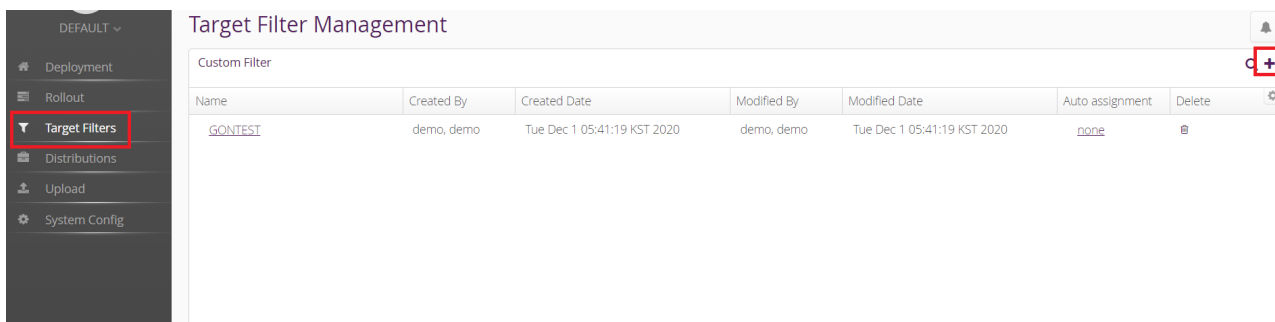 DEFAULT
Target Filter Management
Deployment
Custom Filter
Rollout
Name Created By Created Date Modified By Modified Date Auto assignment Delete
Target Filters
GONTEST demo, demo Tue Dec 1 05:41:19 KST 2020 demo, demo Tue Dec 1 05:41:19 KST 2020 none
Distributions
Upload
System Config